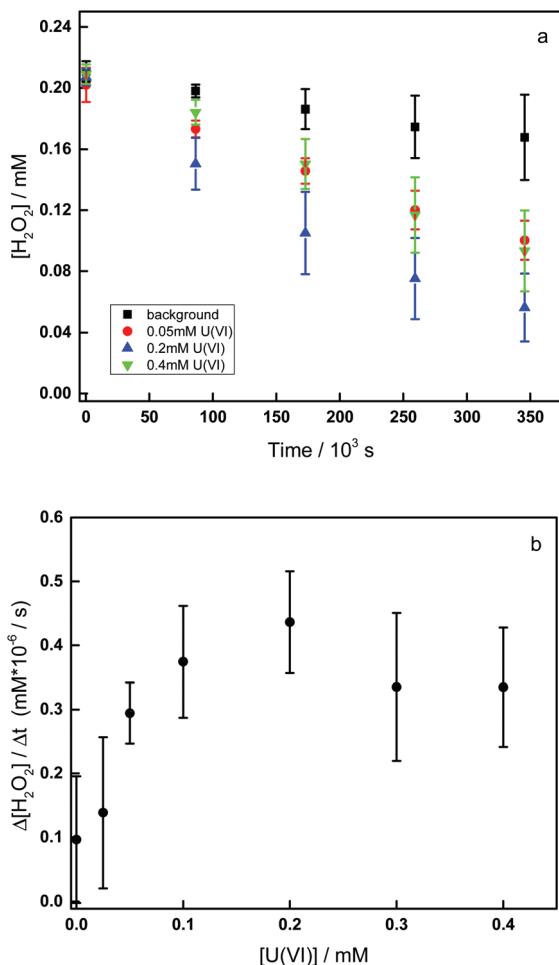 a
0.24
0.20
0.16
0.12
0.08
0.04
0.00
[H₂O₂] / mM
background
0.05mM U(VI)
0.2mM U(VI)
0.4mM U(VI)
0 50 100 150 200 250 300 350
Time / 10³ s
b
0.6
0.5
0.4
0.3
0.2
0.1
0.0
Δ[H₂O₂] / Δt (mM*10⁻⁶ / s)
0.0 0.1 0.2 0.3 0.4
[U(VI)] / mM